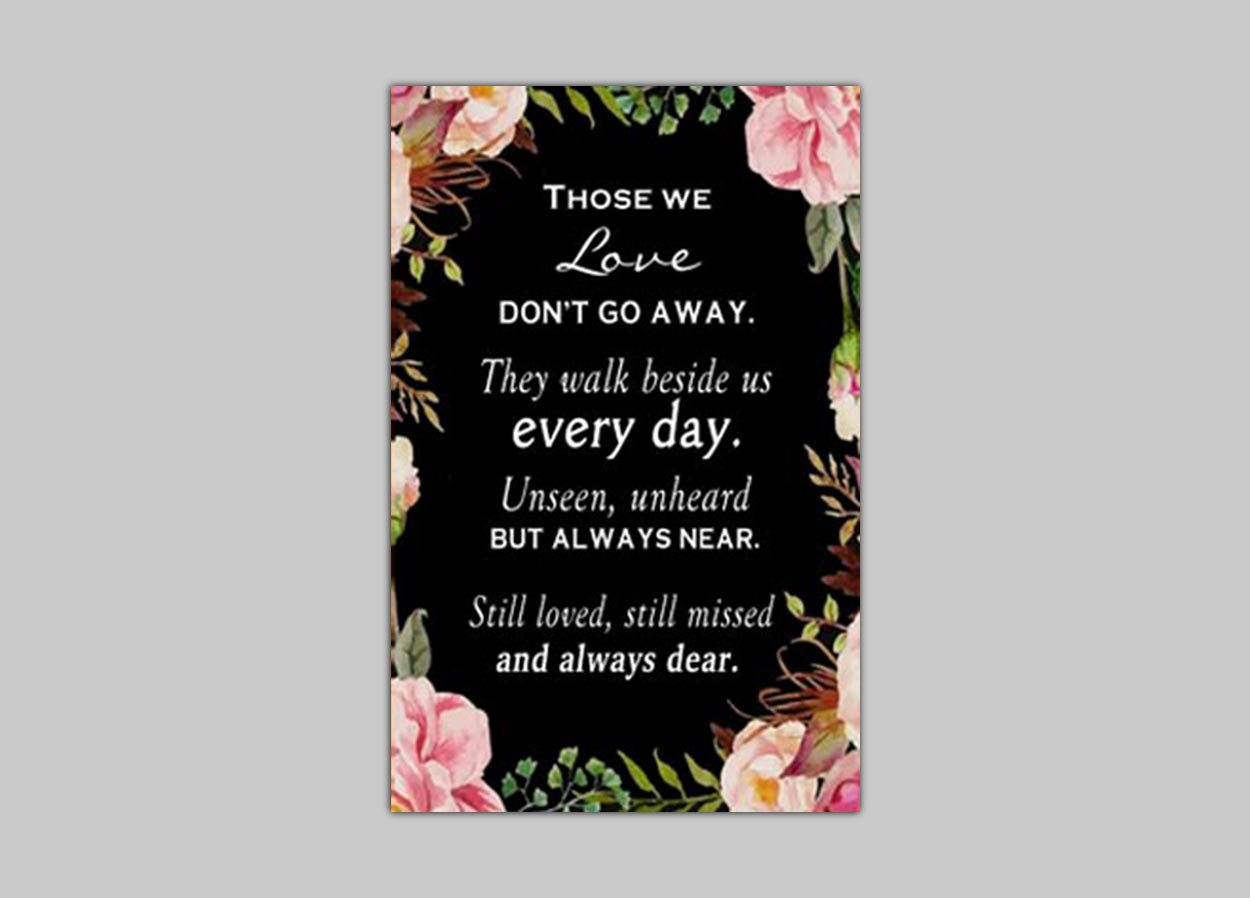 THOSE WE
Love
DON'T GO AWAY.
They walk beside us
every day.
Unseen, unheard
BUT ALWAYS NEAR.
Still loved, still missed
and always dear.